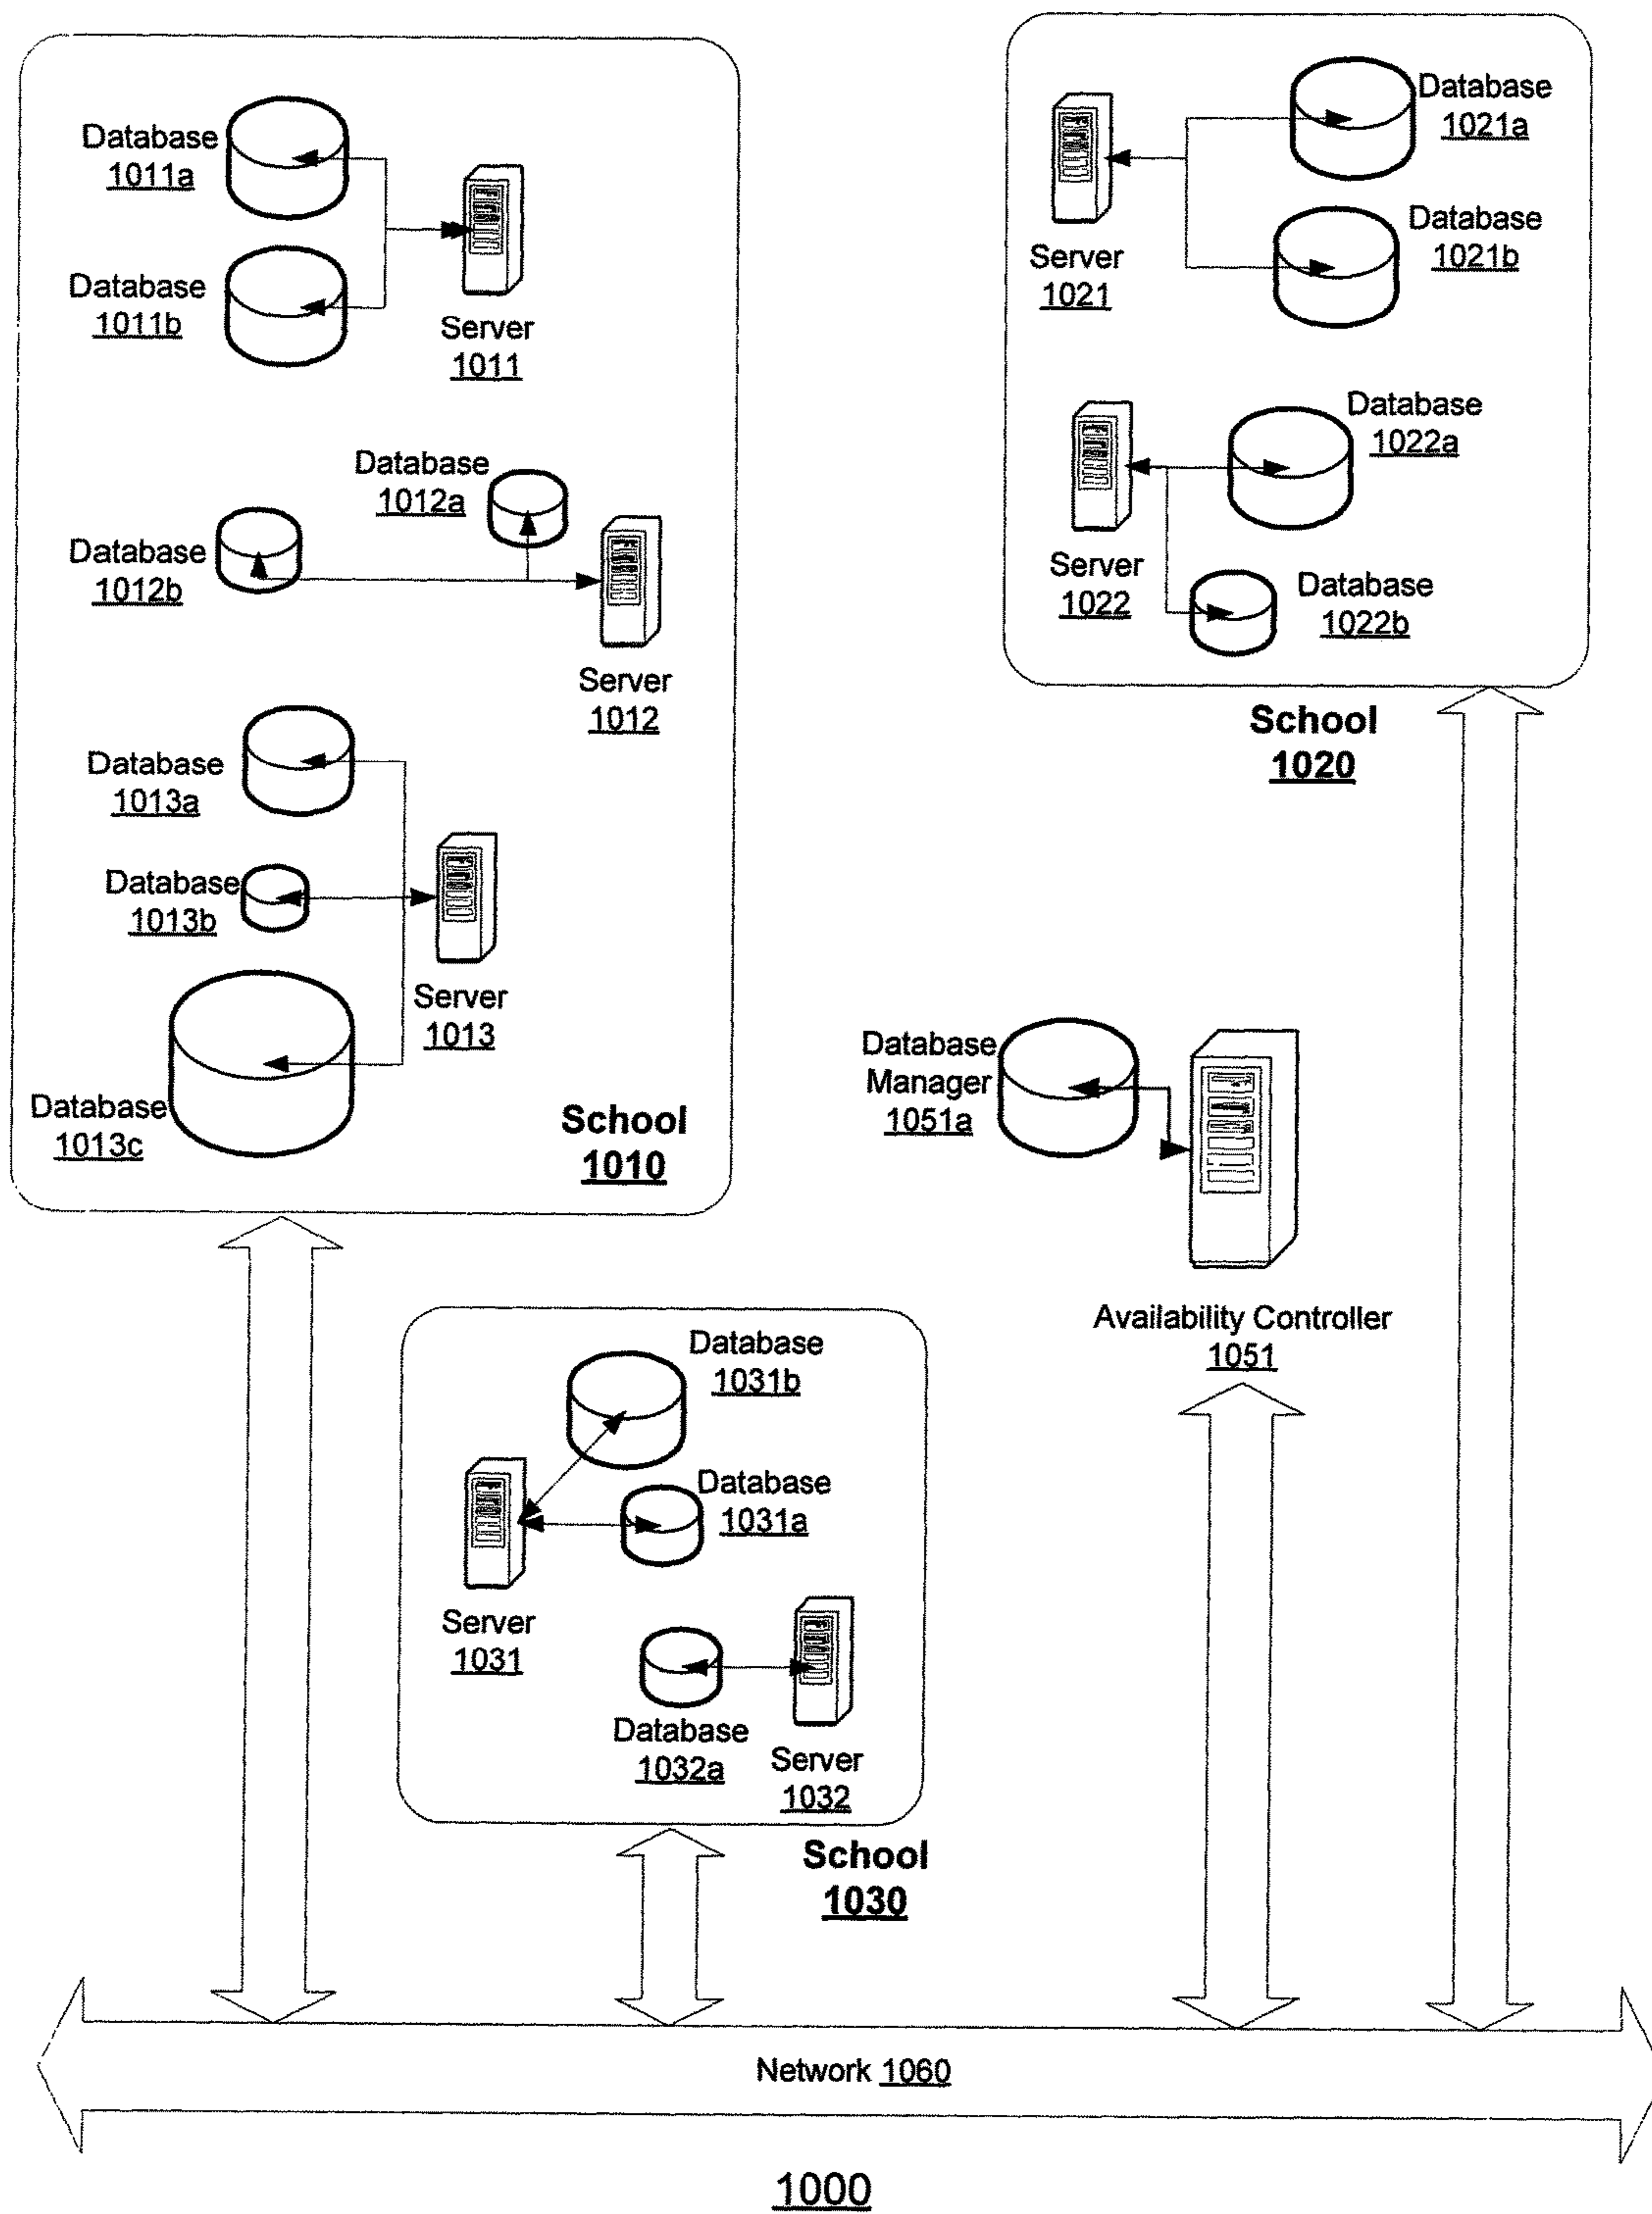 Database
1011a
Database
1011b
Server
1011
Database
1012a
Database
1012b
Server
1012
Database
1013a
Database
1013b
Server
1013
Database
1013c
School
1010
Database
1021a
Server
1021
Database
1021b
Database
1022a
Server
1022
Database
1022b
School
1020
Database
Manager
1051a
Availability Controller
1051
Database
1031b
Database
1031a
Server
1031
Database
1032a
Server
1032
School
1030
Network 1060
1000